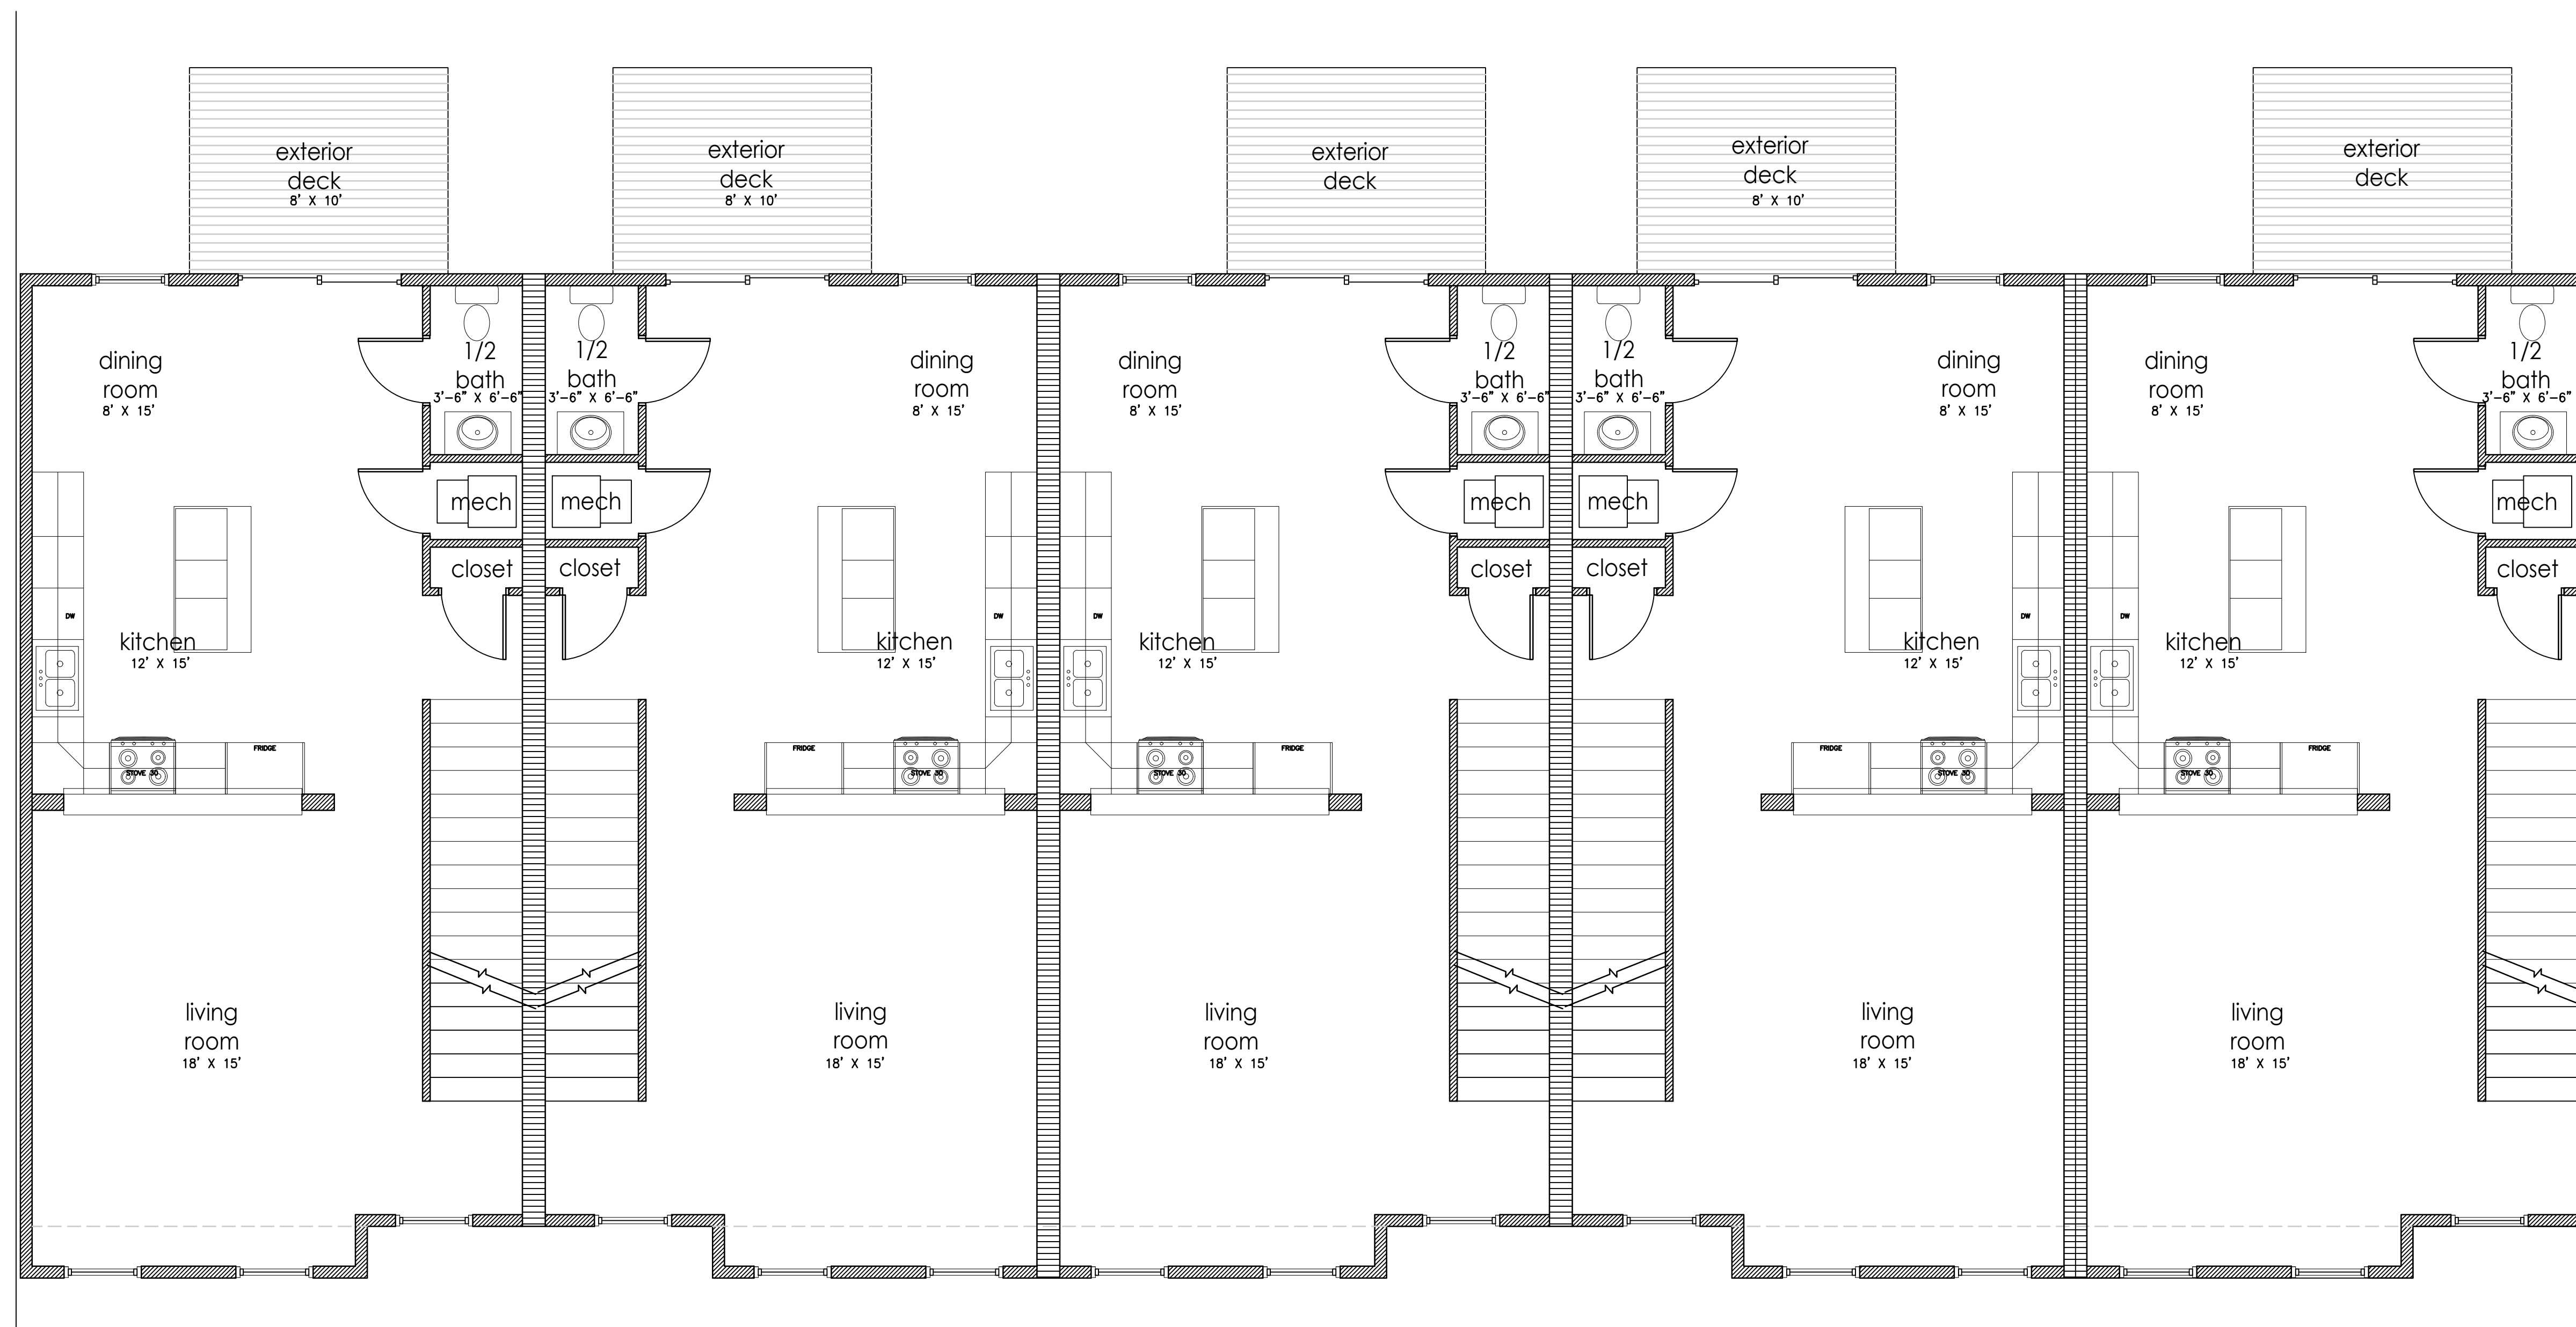 exterior
deck
8' X 10'
exterior
deck
8' X 10'
exterior
deck
exterior
deck
8' X 10'
exterior
deck
dining
room
8' X 15'
1/2
bath
3'-6" X 6'-6"
1/2
bath
3'-6" X 6'-6"
dining
room
8' X 15'
dining
room
8' X 15'
1/2
bath
3'-6" X 6'-6"
1/2
bath
3'-6" X 6'-6"
dining
room
8' X 15'
dining
room
8' X 15'
1/2
bath
3'-6" X 6'-6"
mech
mech
mech
mech
mech
closet
closet
closet
closet
closet
DW
DW
DW
DW
DW
kitchen
12' X 15'
kitchen
12' X 15'
kitchen
12' X 15'
kitchen
12' X 15'
kitchen
12' X 15'
STOVE 30
FRIDGE
FRIDGE
STOVE 30
STOVE 30
FRIDGE
FRIDGE
STOVE 30
STOVE 30
FRIDGE
living
room
18' X 15'
living
room
18' X 15'
living
room
18' X 15'
living
room
18' X 15'
living
room
18' X 15'